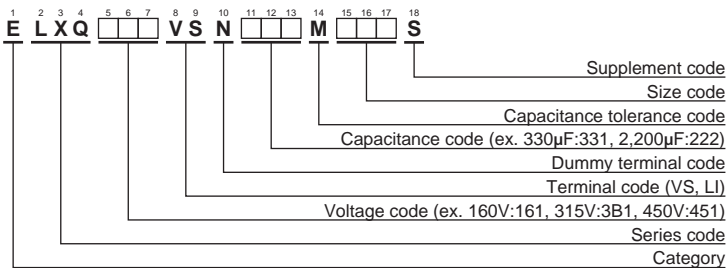 1 2 3 4 5 6 7 8 9 10 11 12 13 14 15 16 17 18
E L X Q □□□ V S N □□□ M □□□ S
Supplement code
Size code
Capacitance tolerance code
Capacitance code (ex. 330μF:331, 2,200μF:222)
Dummy terminal code
Terminal code (VS, LI)
Voltage code (ex. 160V:161, 315V:3B1, 450V:451)
Series code
Category